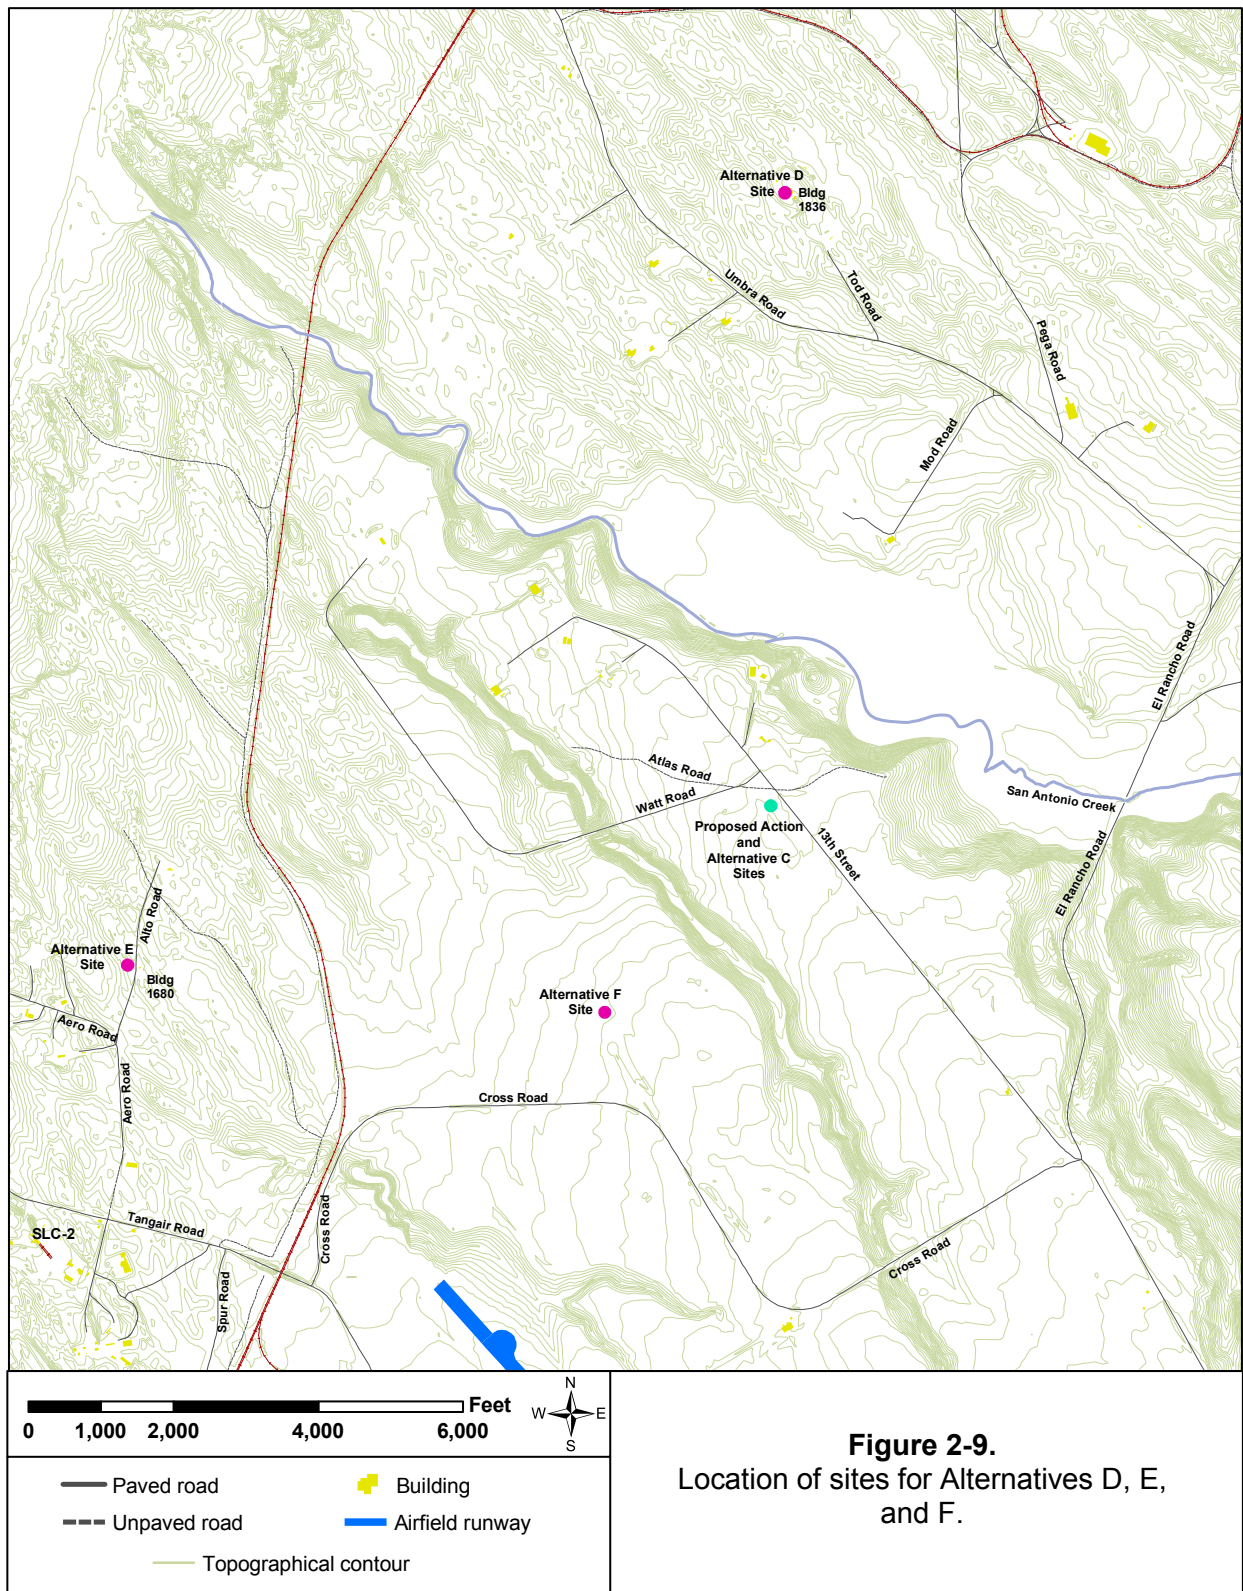 Alternative D
Site
Bldg
1836
Umbra Road
Tod Road
Pega Road
Mod Road
El Rancho Road
San Antonio Creek
Atlas Road
Watt Road
Proposed Action
and
Alternative C
Sites
13th Street
El Rancho Road
Alto Road
Alternative E
Site
Bldg
1680
Alternative F
Site
Aero Road
Aero Road
Cross Road
Cross Road
Tangair Road
SLC-2
Cross Road
Spur Road
Feet
0 1,000 2,000 4,000 6,000
N
W E
S
Paved road
Building
Unpaved road
Airfield runway
Topographical contour
Figure 2-9.
Location of sites for Alternatives D, E,
and F.